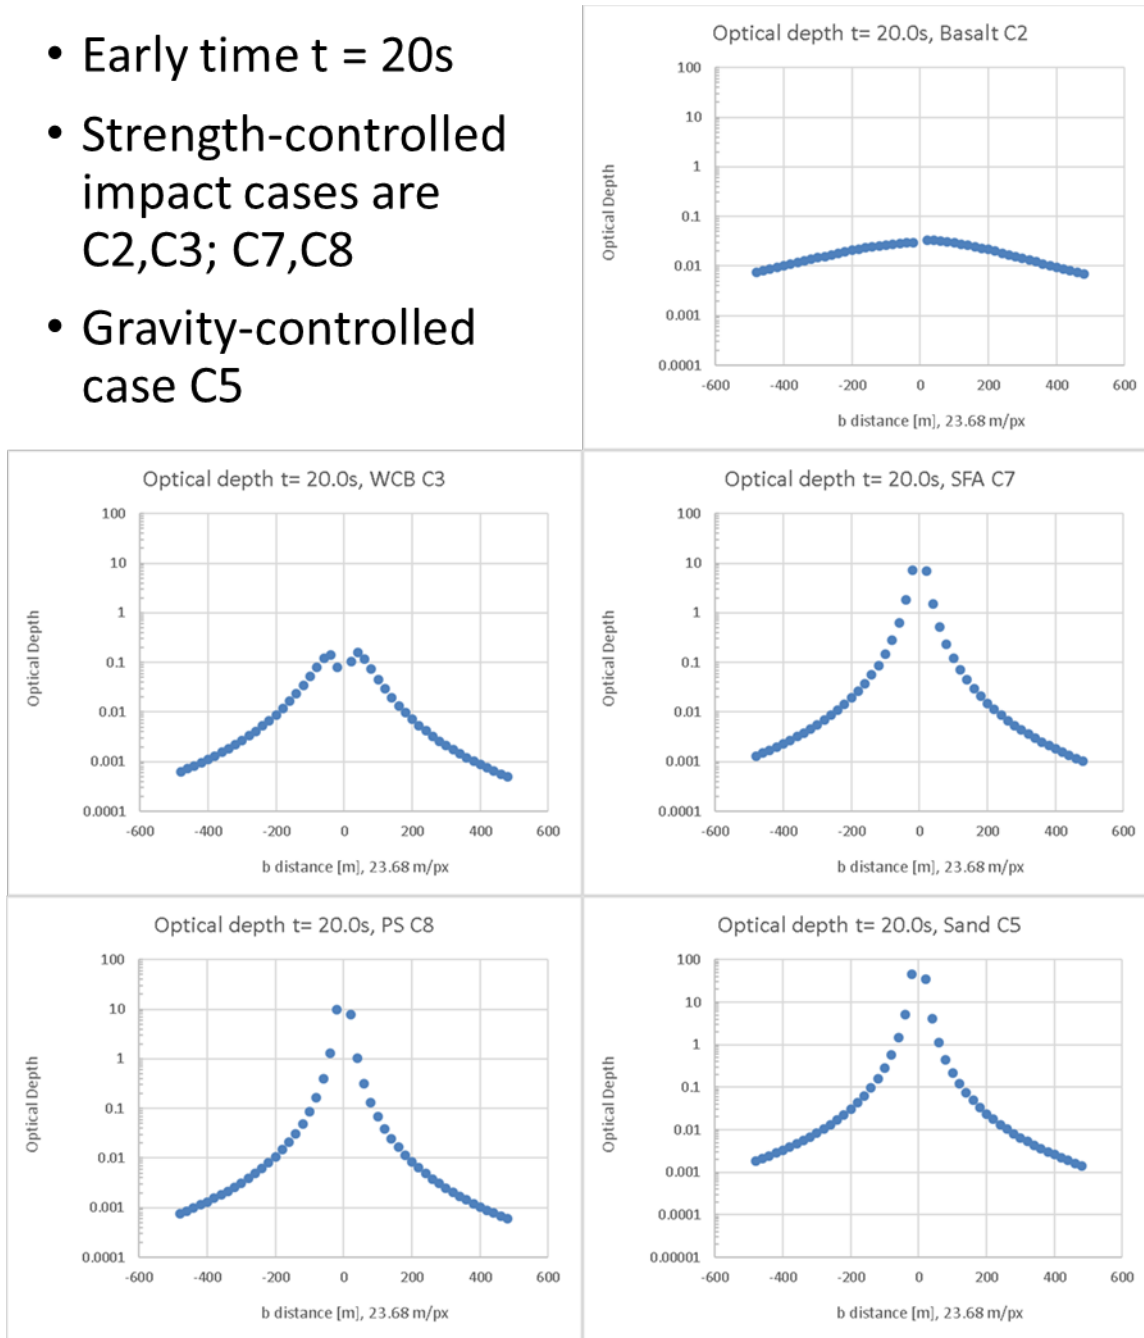 • Early time t = 20s
• Strength-controlled
impact cases are
C2,C3; C7,C8
• Gravity-controlled
case C5
Optical depth t= 20.0s, Basalt C2
100
10
1
0.1
0.01
0.001
0.0001
Optical Depth
-600 -400 -200 0 200 400 600
b distance [m], 23.68 m/px
Optical depth t= 20.0s, WCB C3
100
10
1
0.1
0.01
0.001
0.0001
Optical Depth
-600 -400 -200 0 200 400 600
b distance [m], 23.68 m/px
Optical depth t= 20.0s, SFA C7
100
10
1
0.1
0.01
0.001
0.0001
Optical Depth
-600 -400 -200 0 200 400 600
b distance [m], 23.68 m/px
Optical depth t= 20.0s, PS C8
100
10
1
0.1
0.01
0.001
0.0001
Optical Depth
-600 -400 -200 0 200 400 600
b distance [m], 23.68 m/px
Optical depth t= 20.0s, Sand C5
100
10
1
0.1
0.01
0.001
0.0001
0.00001
Optical Depth
-600 -400 -200 0 200 400 600
b distance [m], 23.68 m/px